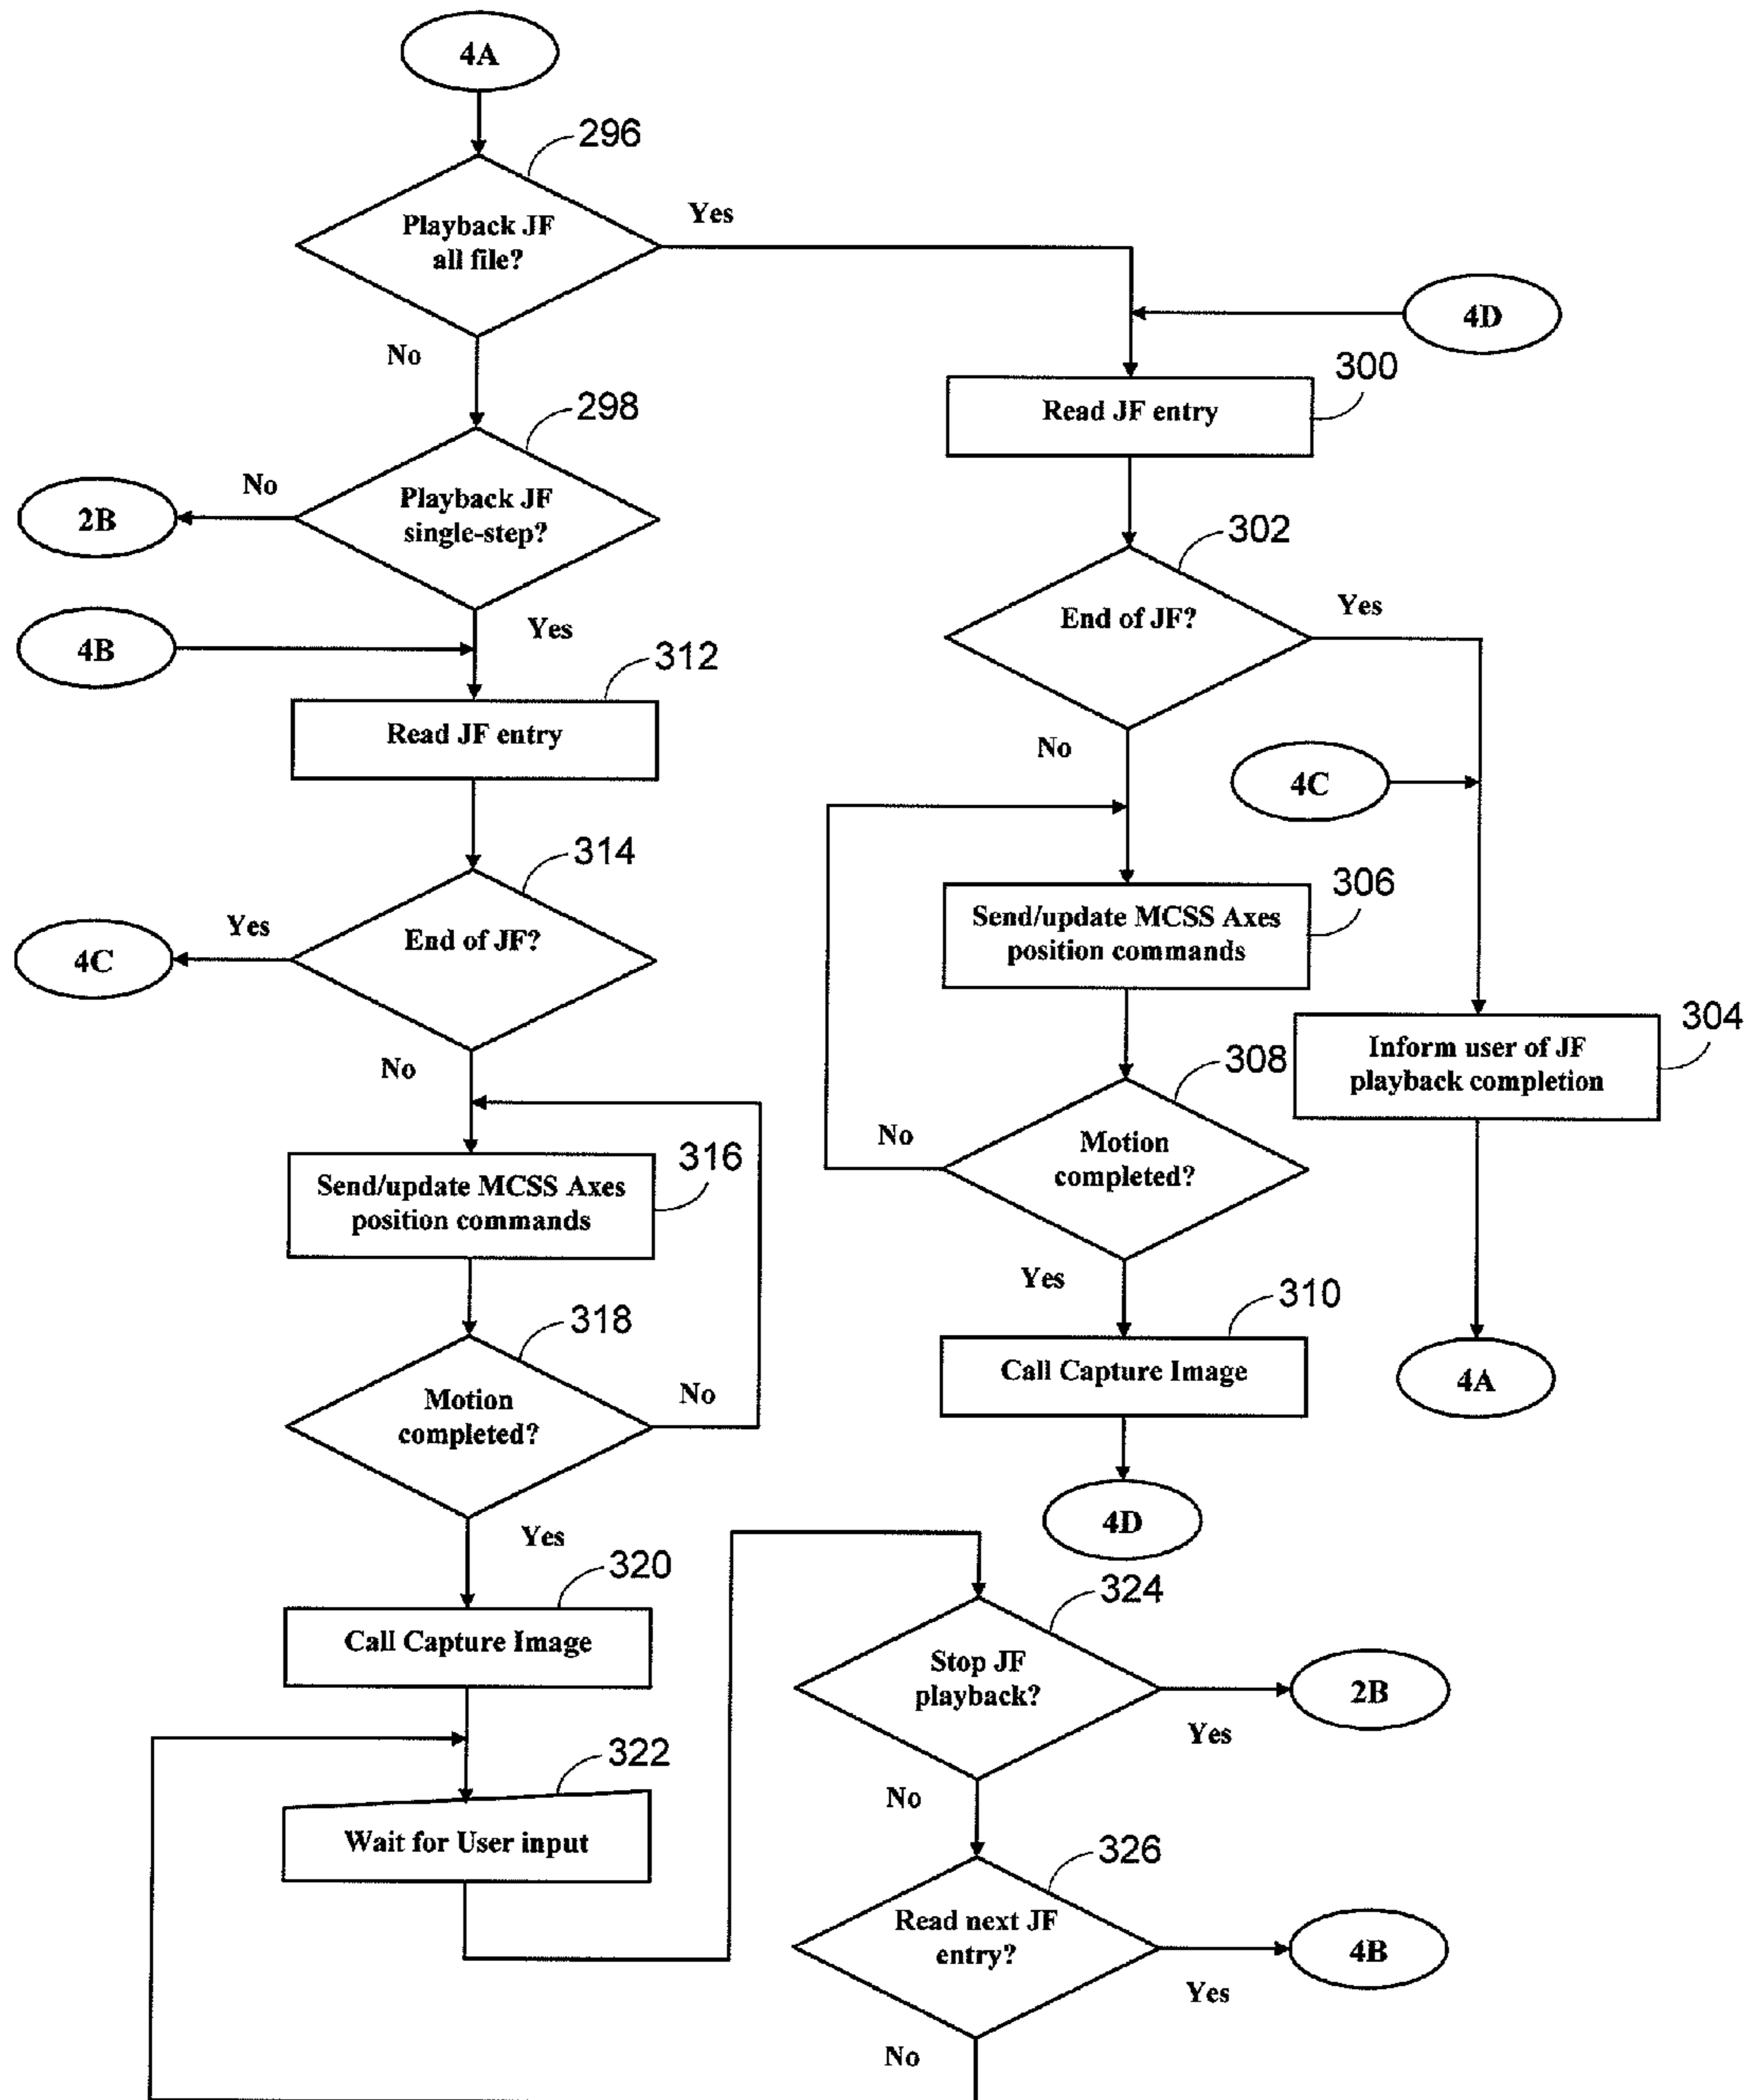 4A
296
Playback JF
all file?
Yes
No
4D
300
Read JF entry
298
Playback JF
single-step?
No
2B
Yes
4B
302
End of JF?
Yes
No
312
Read JF entry
4C
314
End of JF?
Yes
4C
No
306
Send/update MCSS Axes
position commands
304
Inform user of JF
playback completion
308
Motion
completed?
No
Yes
316
Send/update MCSS Axes
position commands
310
Call Capture Image
4A
318
Motion
completed?
No
Yes
4D
320
Call Capture Image
324
Stop JF
playback?
Yes
2B
No
322
Wait for User input
326
Read next JF
entry?
Yes
4B
No